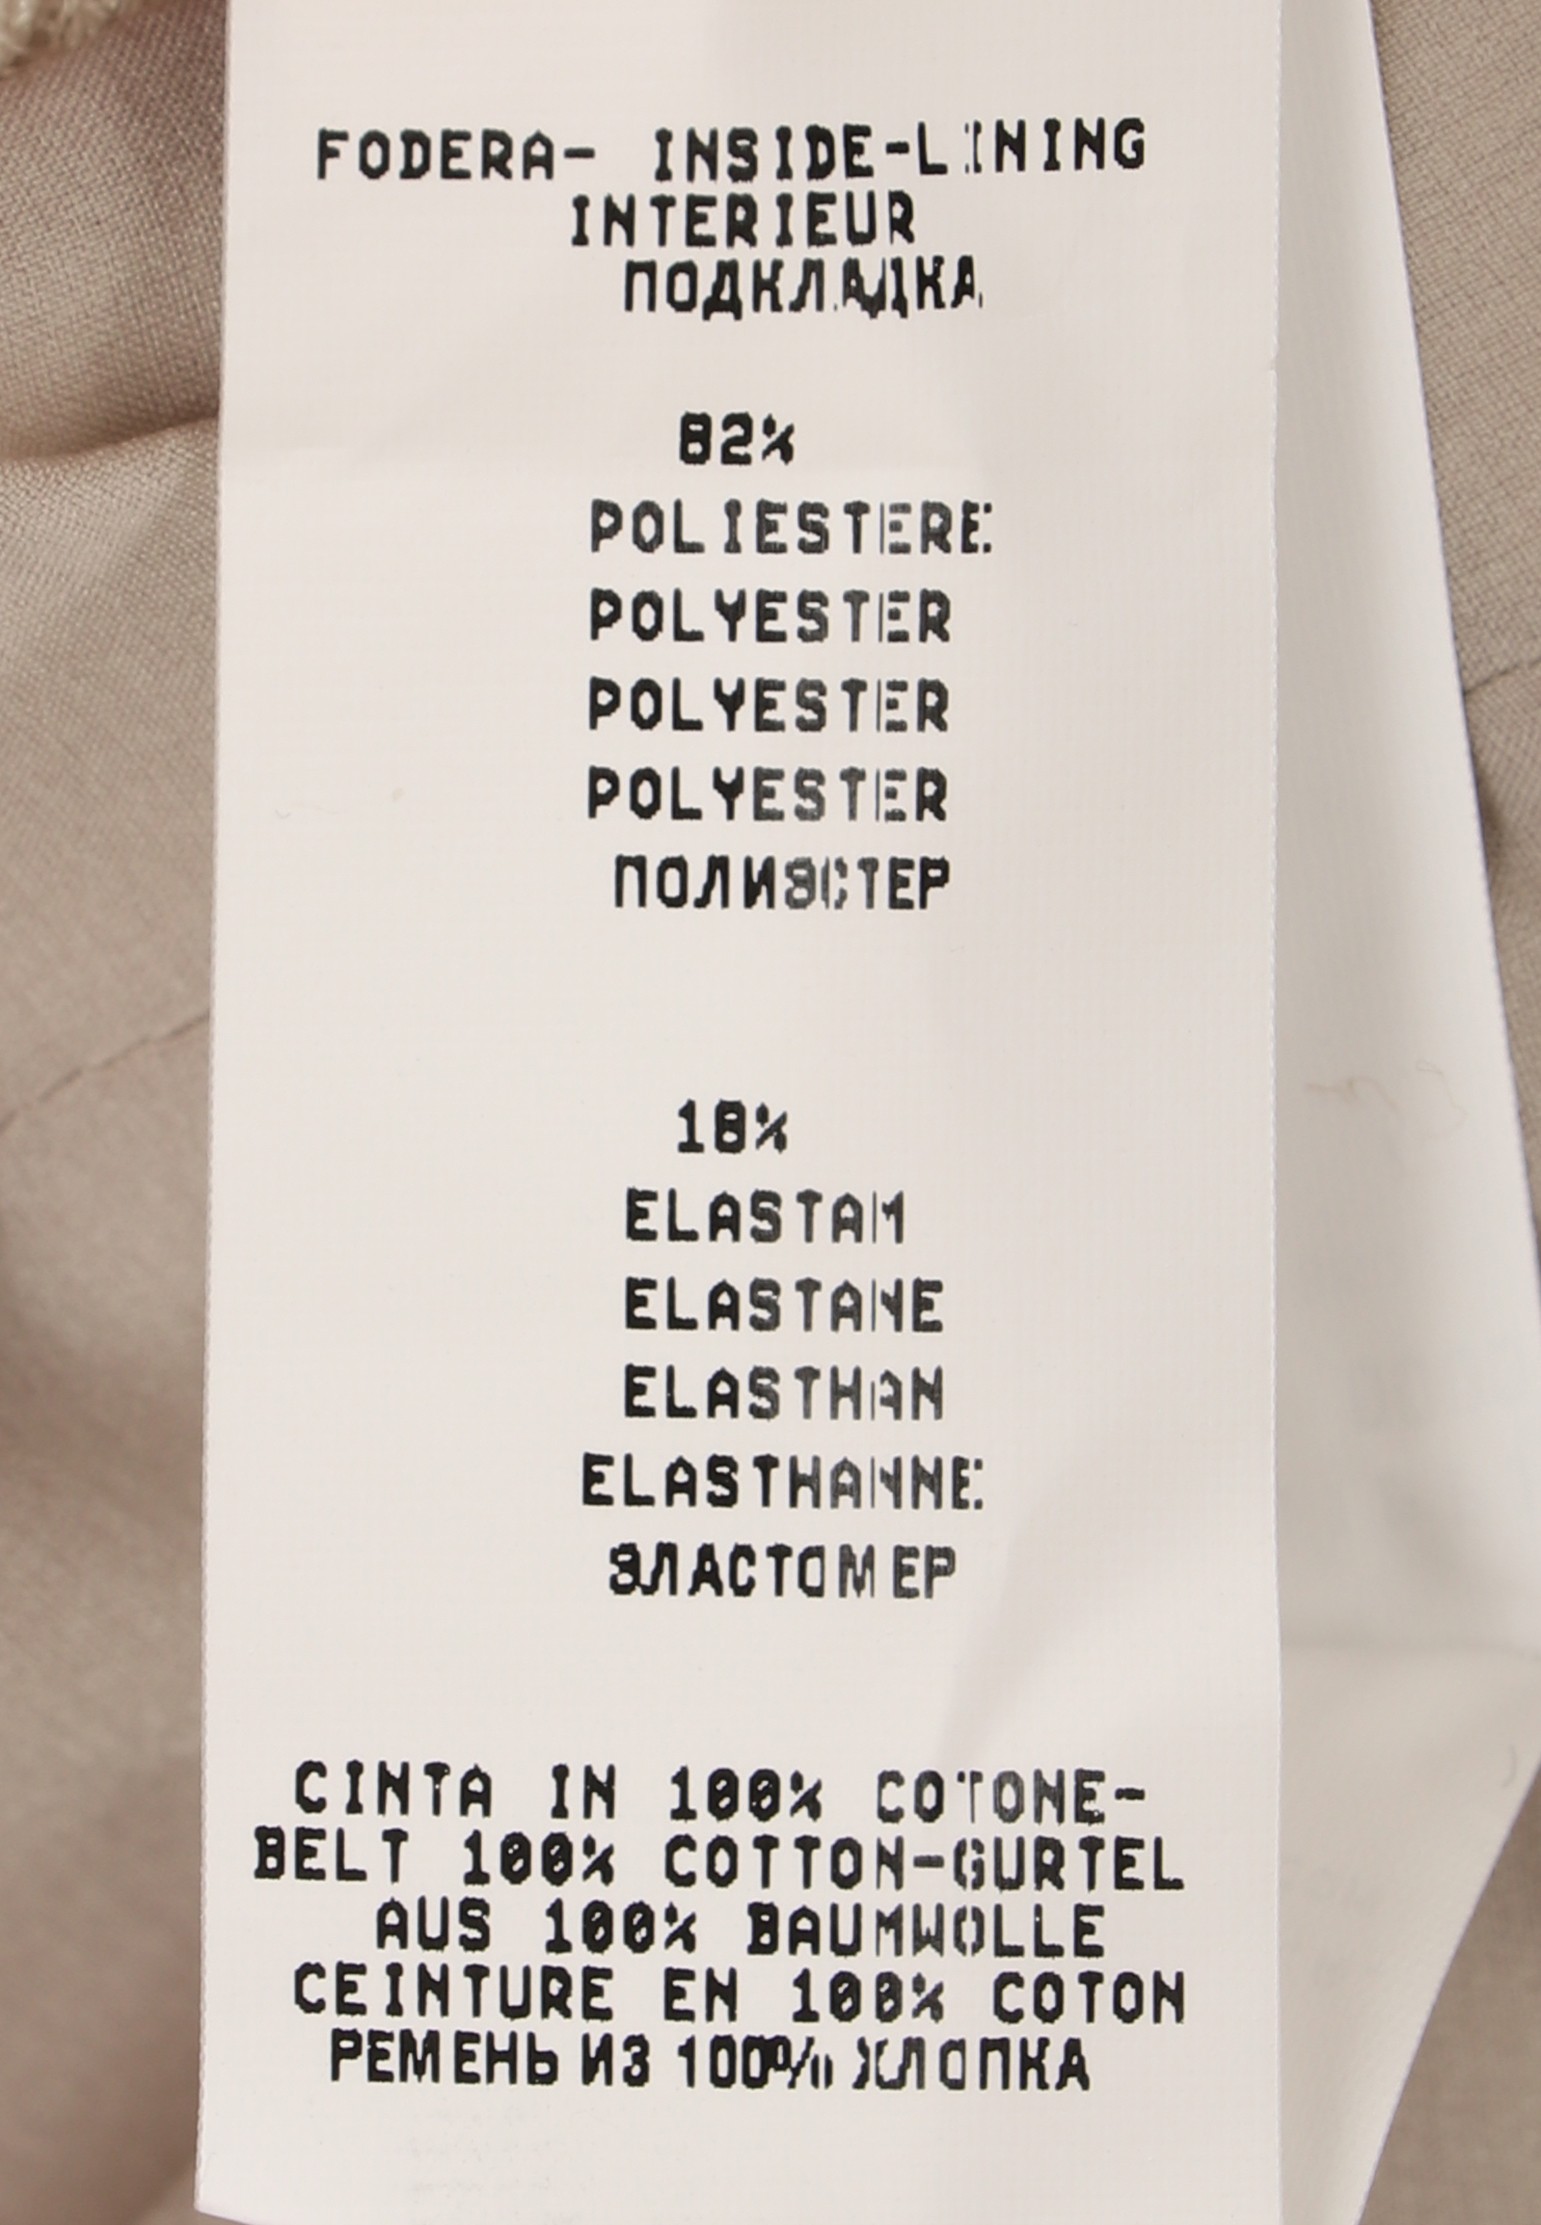 FODERA- INSIDE-LINING
INTERIEUR
ПОДКЛАДКА
82%
POLIESTERE
POLYESTER
POLYESTER
POLYESTER
ПОЛИЭСТЕР
18%
ELASTAN
ELASTANE
ELASTHAN
ELASTHANNE
ЭЛАСТОМЕР
CINTA IN 100% COTONE-
BELT 100% COTTON-GURTEL
AUS 100% BAUMWOLLE
CEINTURE EN 100% COTON
РЕМЕНЬ ИЗ 100% ХЛОПКА